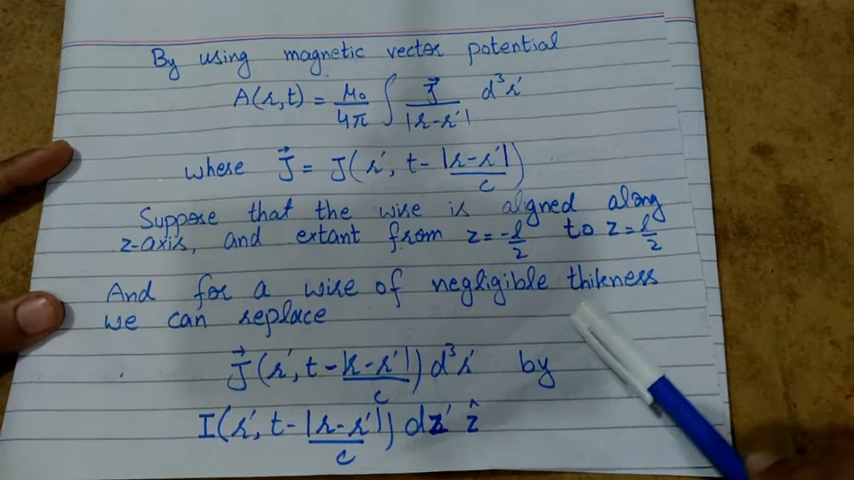 By using magnetic vector potential
A(r,t) = μ₀/4π ∫ J⃗/|r-r'| d³r'
where J⃗ = J(r', t - |r-r'|/c)
Suppose that the wire is aligned along
z-axis, and extant from z = -l/2 to z = l/2
And for a wire of negligible thikness
we can replace
J⃗(r', t - |r-r'|/c) d³r' by
I(r', t - |r-r'|/c) dz' ẑ